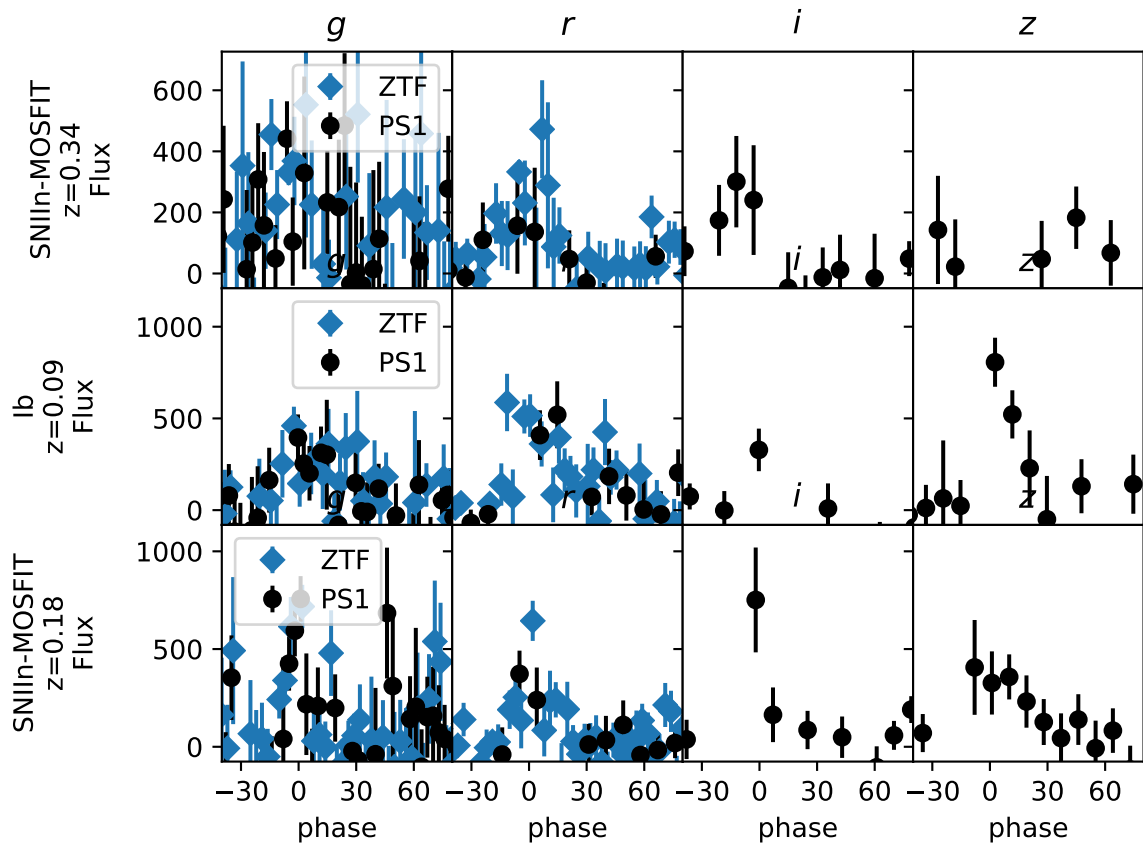 g r i z
SNIIn-MOSFIT
z=0.34
Flux
600
400
200
0
ZTF
PS1
g r i z
Ib
z=0.09
Flux
1000
500
0
ZTF
PS1
g r i z
SNIIn-MOSFIT
z=0.18
Flux
1000
500
0
ZTF
PS1
−30 0 30 60 −30 0 30 60 −30 0 30 60 −30 0 30 60
phase phase phase phase